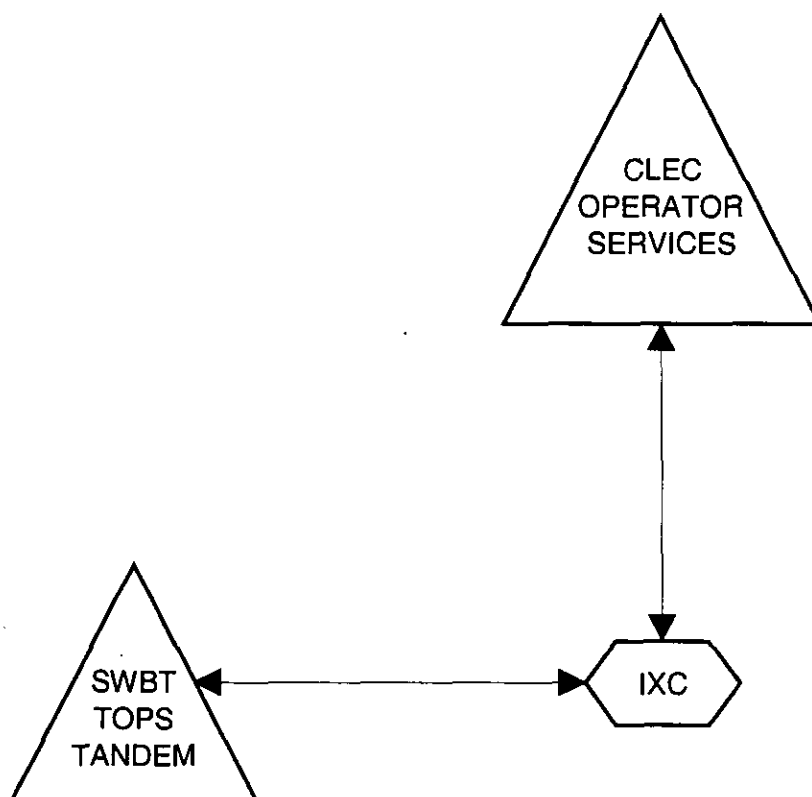 CLEC
OPERATOR
SERVICES
SWBT
TOPS
TANDEM
IXC